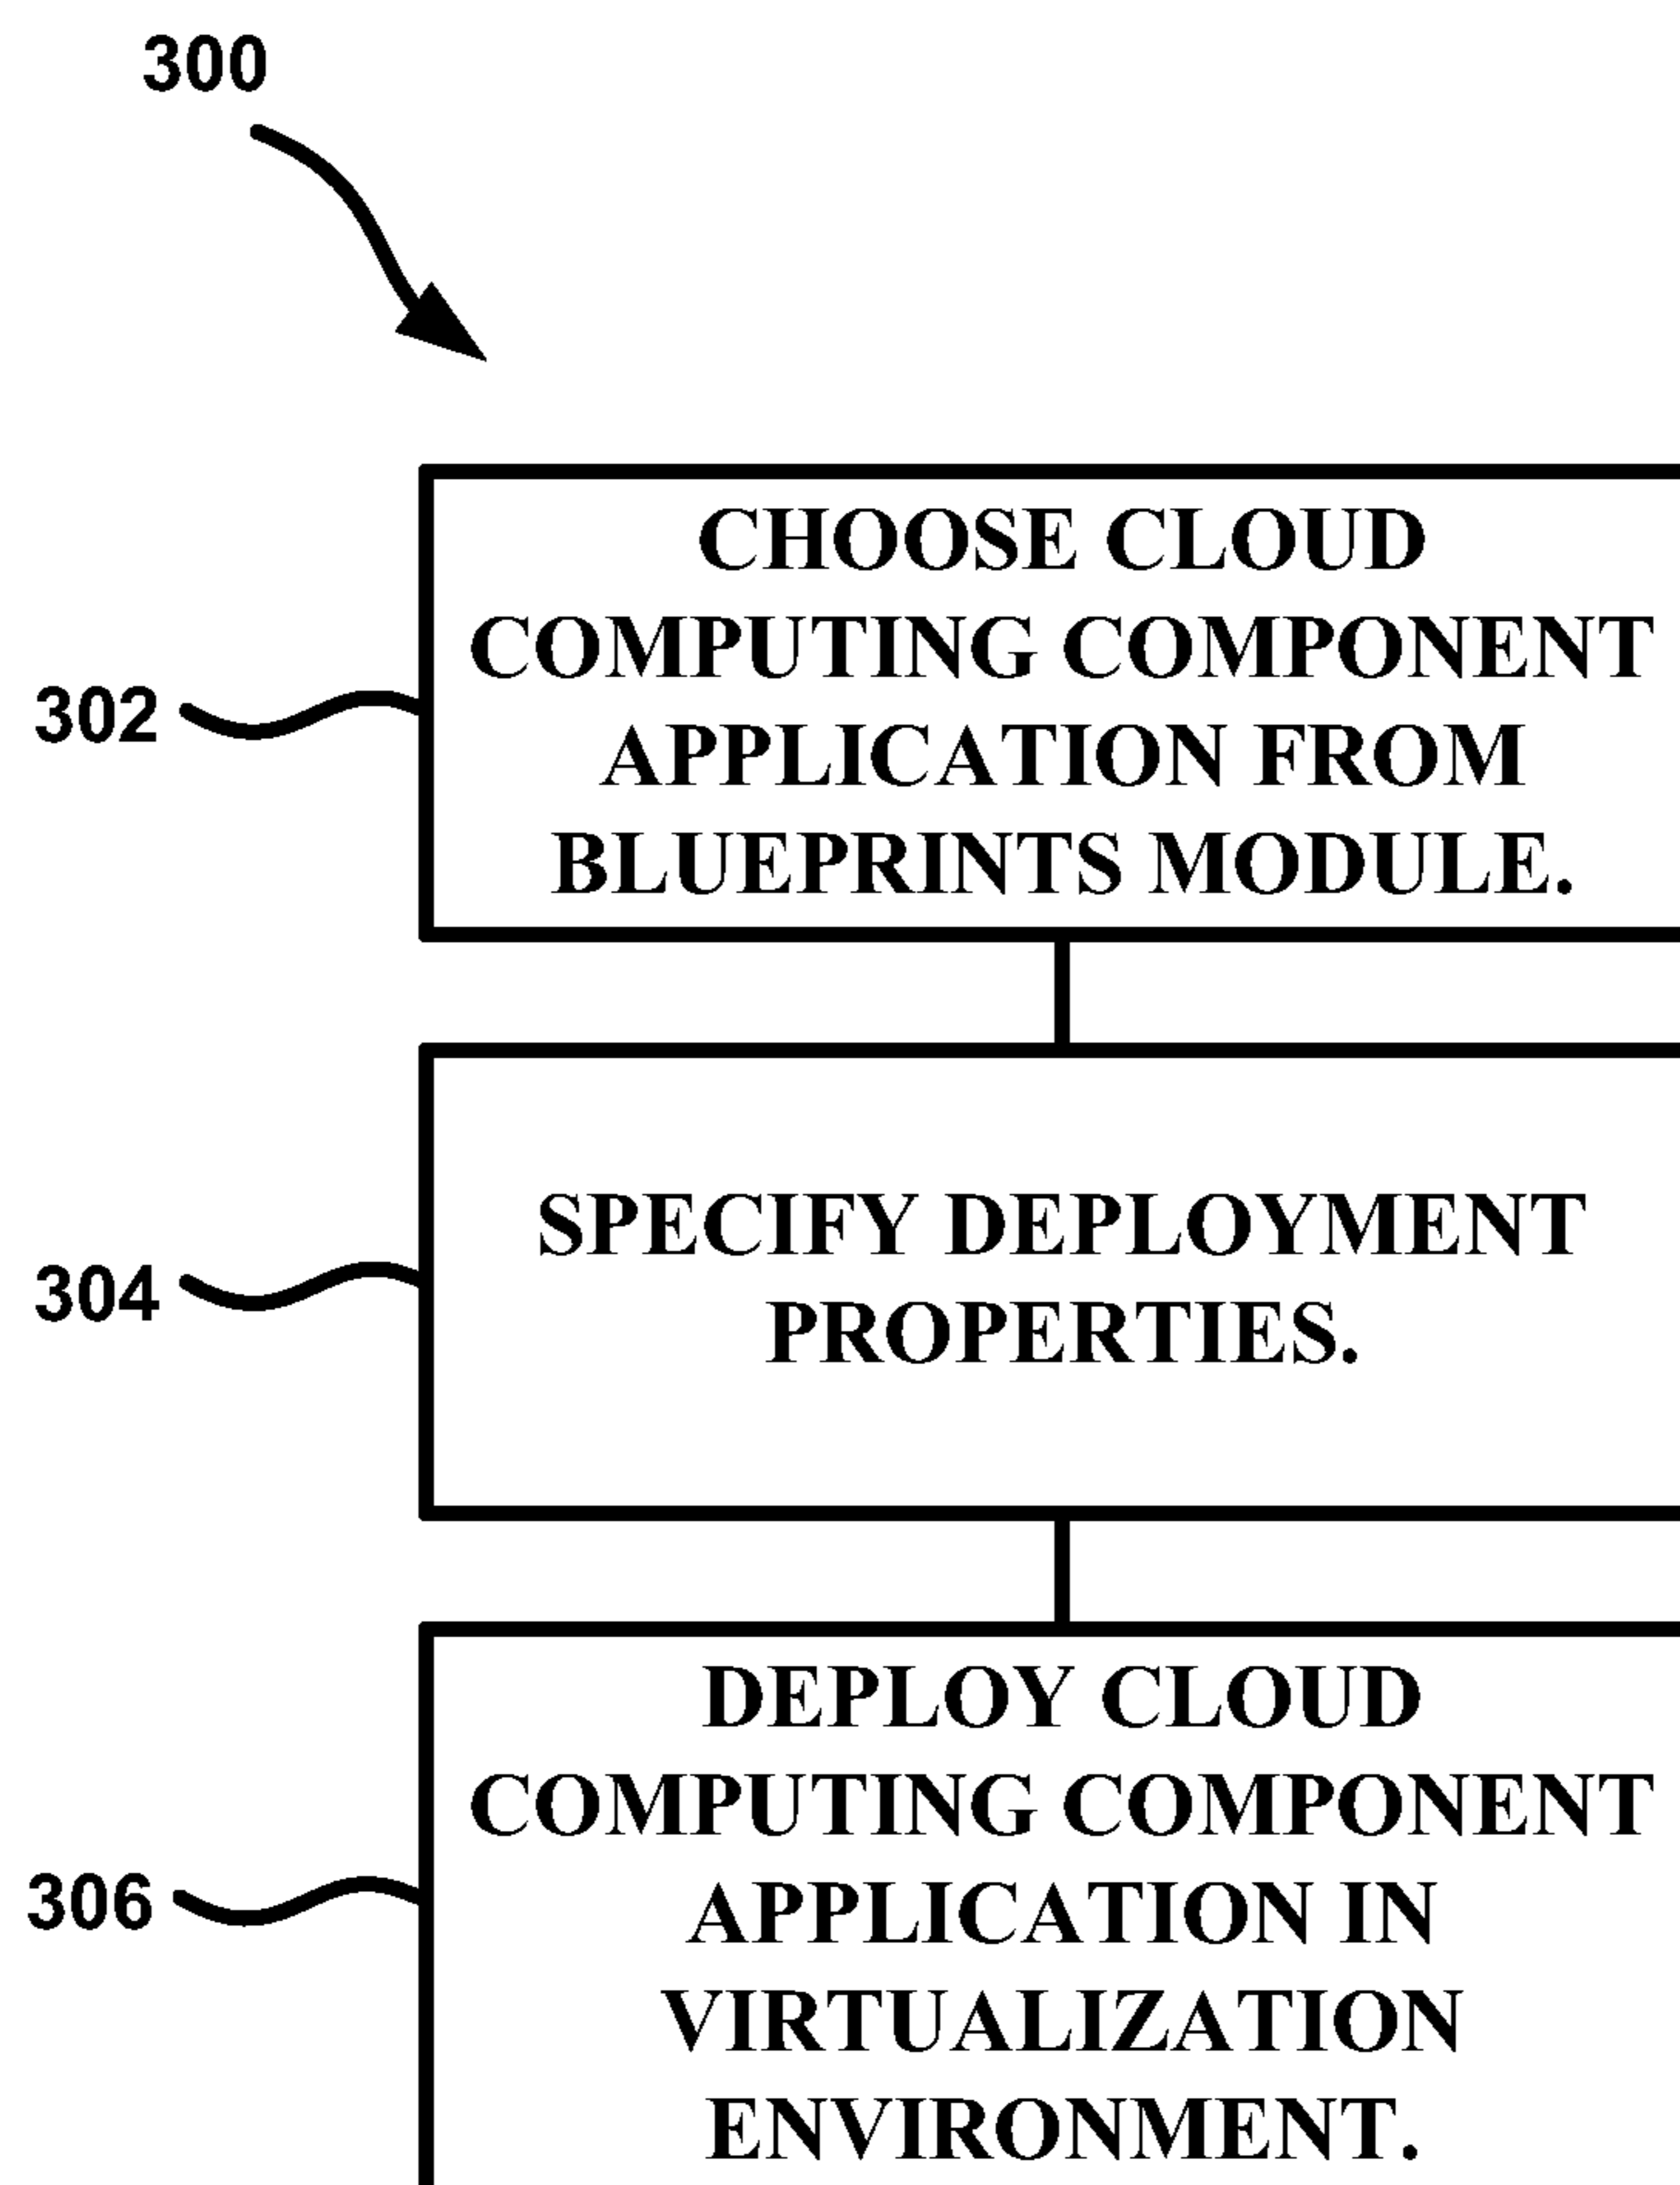 300
302
CHOOSE CLOUD
COMPUTING COMPONENT
APPLICATION FROM
BLUEPRINTS MODULE.
304
SPECIFY DEPLOYMENT
PROPERTIES.
306
DEPLOY CLOUD
COMPUTING COMPONENT
APPLICATION IN
VIRTUALIZATION
ENVIRONMENT.